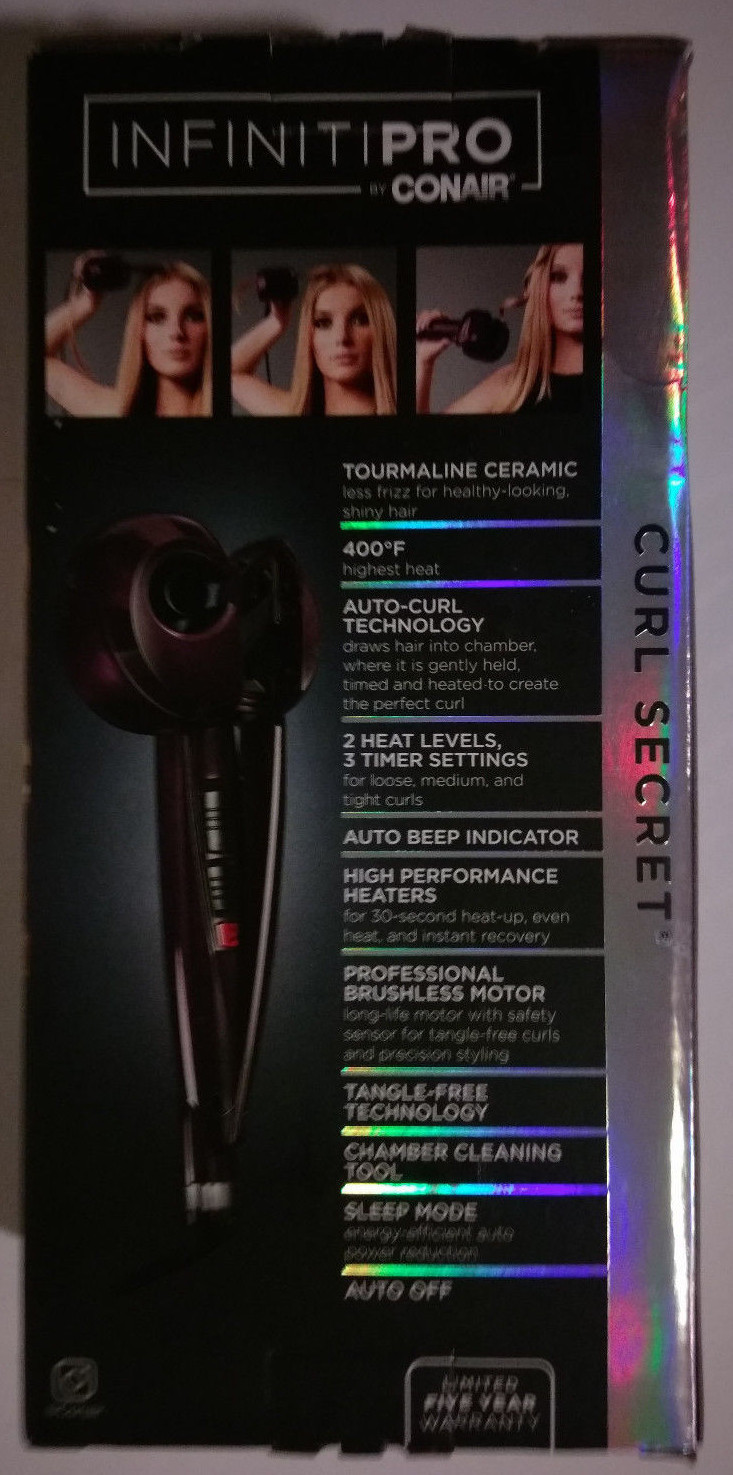 INFINITIPRO
BY CONAIR®
TOURMALINE CERAMIC
less frizz for healthy-looking,
shiny hair
400°F
highest heat
AUTO-CURL
TECHNOLOGY
draws hair into chamber,
where it is gently held,
timed and heated to create
the perfect curl
2 HEAT LEVELS,
3 TIMER SETTINGS
for loose, medium, and
tight curls
AUTO BEEP INDICATOR
HIGH PERFORMANCE
HEATERS
for 30-second heat-up, even
heat, and instant recovery
PROFESSIONAL
BRUSHLESS MOTOR
long-life motor with safety
sensor for tangle-free curls
and precision styling
TANGLE-FREE
TECHNOLOGY
CHAMBER CLEANING
TOOL
SLEEP MODE
energy-efficient auto
power reduction
AUTO OFF
LIMITED
FIVE YEAR
WARRANTY
CURL SECRET®